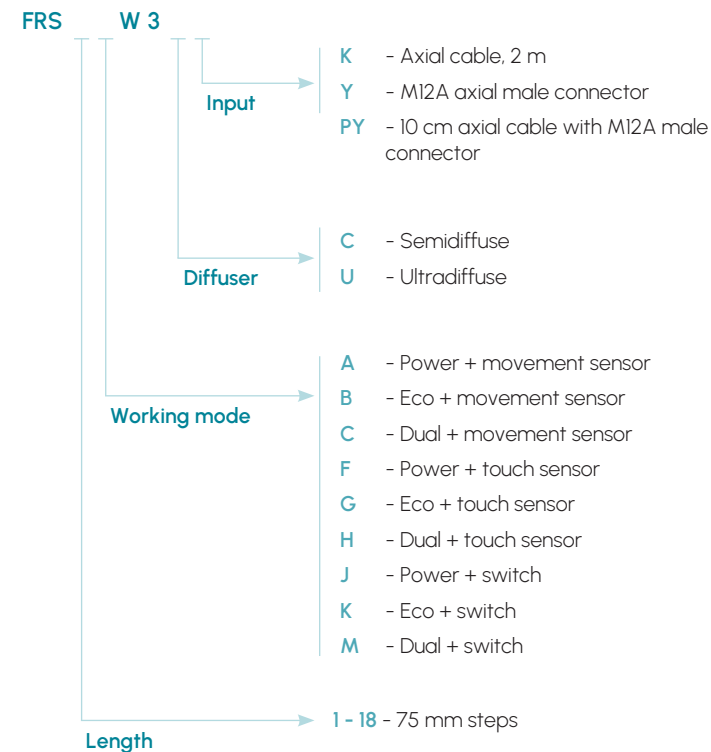 FRS W 3
K - Axial cable, 2 m
Y - M12A axial male connector
Input
PY - 10 cm axial cable with M12A male
connector
C - Semidiffuse
Diffuser
U - Ultradiffuse
A - Power + movement sensor
B - Eco + movement sensor
Working mode
C - Dual + movement sensor
F - Power + touch sensor
G - Eco + touch sensor
H - Dual + touch sensor
J - Power + switch
K - Eco + switch
M - Dual + switch
1 - 18 - 75 mm steps
Length